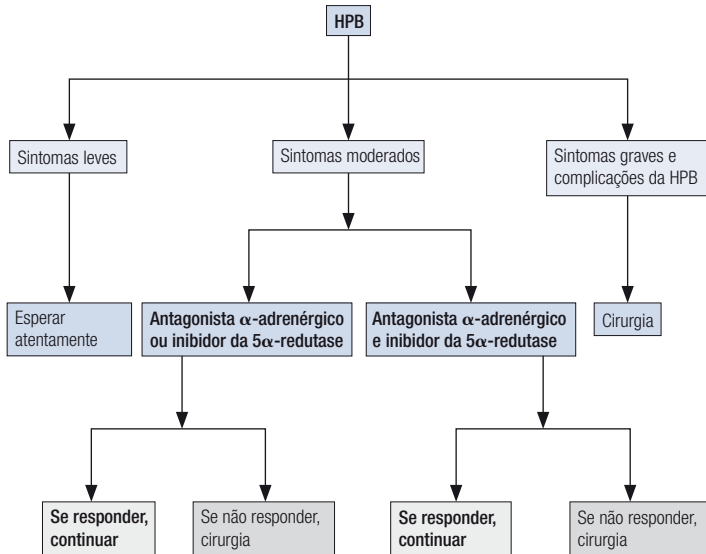 HPB
Sintomas leves
Sintomas moderados
Sintomas graves e
complicações da HPB
Esperar
atentamente
Antagonista α-adrenérgico
ou inibidor da 5α-redutase
Antagonista α-adrenérgico
e inibidor da 5α-redutase
Cirurgia
Se responder,
continuar
Se não responder,
cirurgia
Se responder,
continuar
Se não responder,
cirurgia